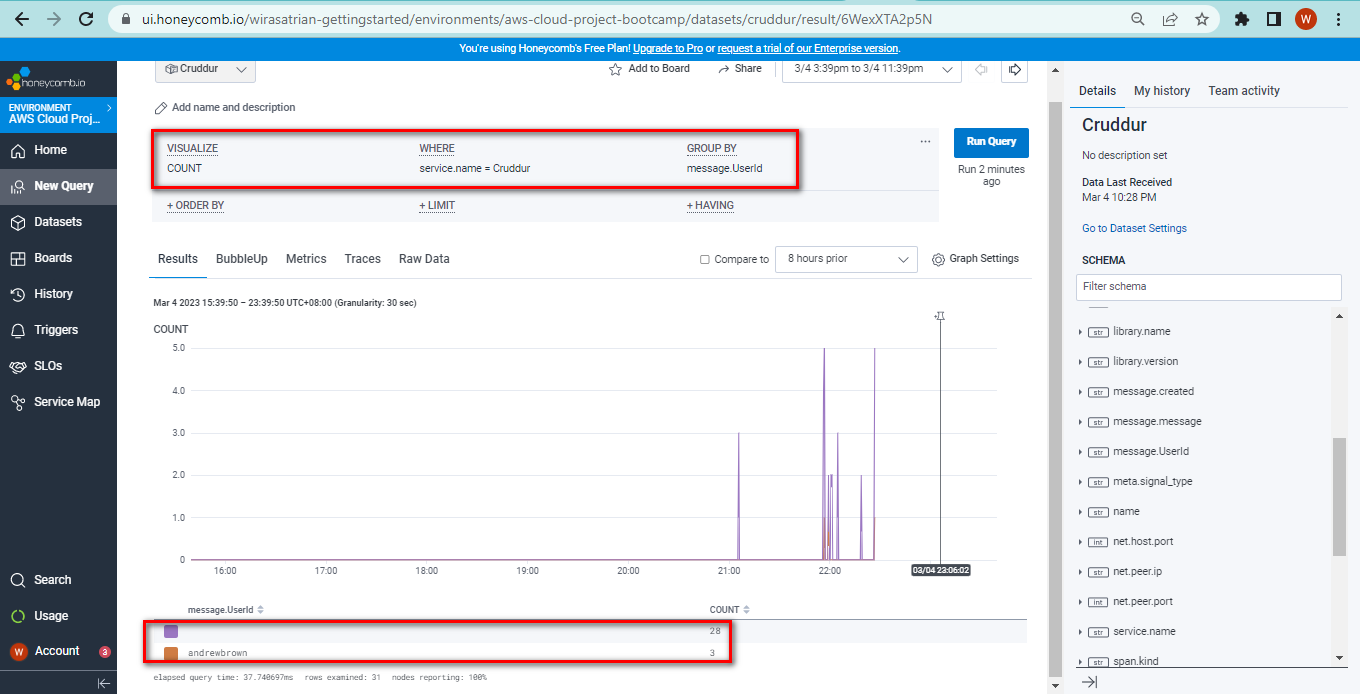 ui.honeycomb.io/wirasatrian-gettingstarted/environments/aws-cloud-project-bootcamp/datasets/cruddur/result/6WexXTA2p5N
W
You're using Honeycomb's Free Plan! Upgrade to Pro or request a trial of our Enterprise version.
honeycomb.io
ENVIRONMENT
AWS Cloud Proj...
Home
New Query
Datasets
Boards
History
Triggers
SLOs
Service Map
Search
Usage
W Account 3
Cruddur
Add to Board
Share
3/4 3:39pm to 3/4 11:39pm
Add name and description
VISUALIZE WHERE GROUP BY
COUNT service.name = Cruddur message.UserId
+ ORDER BY + LIMIT + HAVING
...
Run Query
Run 2 minutes
ago
Results BubbleUp Metrics Traces Raw Data
Compare to 8 hours prior Graph Settings
Mar 4 2023 15:39:50 – 23:39:50 UTC+08:00 (Granularity: 30 sec)
COUNT
5.0
4.0
3.0
2.0
1.0
0
16:00 17:00 18:00 19:00 20:00 21:00 22:00 03/04 23:06:02
message.UserId COUNT
28
andrewbrown 3
elapsed query time: 37.740697ms rows examined: 31 nodes reporting: 100%
Details My history Team activity
Cruddur
No description set
Data Last Received
Mar 4 10:28 PM
Go to Dataset Settings
SCHEMA
Filter schema
str library.name
str library.version
str message.created
str message.message
str message.UserId
str meta.signal_type
str name
int net.host.port
str net.peer.ip
int net.peer.port
str service.name
str span.kind